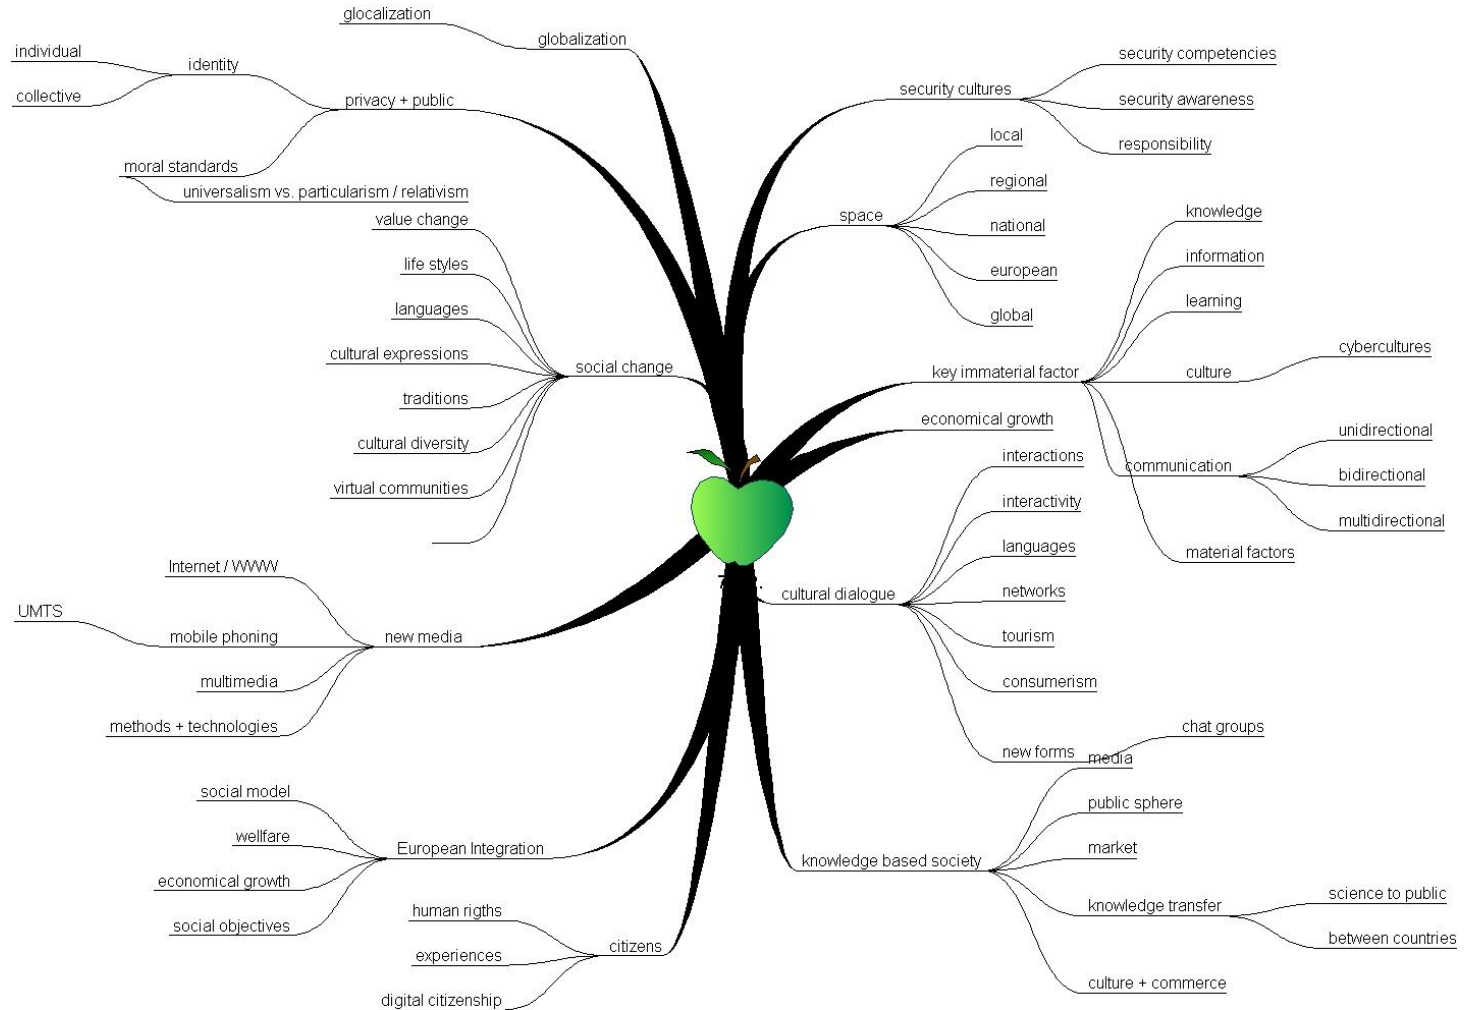 glocalization
globalization
individual
identity
collective
privacy + public
moral standards
universalism vs. particularism / relativism
value change
life styles
languages
cultural expressions
social change
traditions
cultural diversity
virtual communities
Internet / WWW
UMTS
mobile phoning
new media
multimedia
methods + technologies
social model
wellfare
European Integration
economical growth
social objectives
human rigths
experiences
citizens
digital citizenship
security cultures
security competencies
security awareness
responsibility
space
local
regional
national
european
global
key immaterial factor
knowledge
information
learning
culture
cybercultures
communication
unidirectional
bidirectional
multidirectional
material factors
economical growth
cultural dialogue
interactions
interactivity
languages
networks
tourism
consumerism
new forms
chat groups
knowledge based society
media
public sphere
market
knowledge transfer
science to public
between countries
culture + commerce